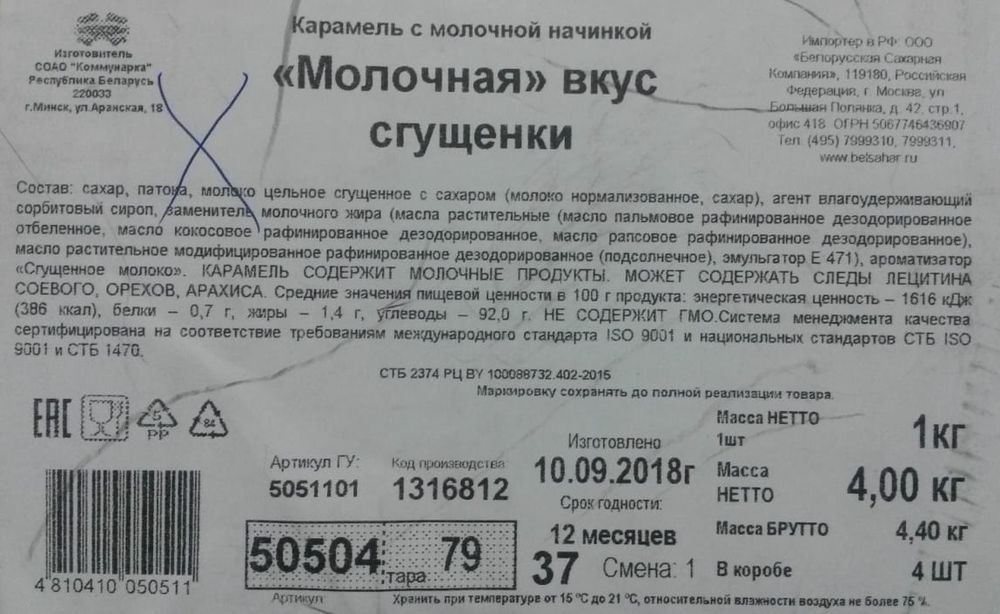 Изготовитель
СОАО "Коммунарка"
Республика Беларусь
220033
г.Минск, ул.Аранская, 18
Карамель с молочной начинкой
«Молочная» вкус
сгущенки
Импортер в РФ: ООО
«Белорусская Сахарная
Компания», 119180, Российская
Федерация, г. Москва, ул.
Большая Полянка, д. 42, стр.1,
офис 418 ОГРН 5067746436907
Тел. (495) 7999310, 7999311,
www.belsahar.ru
Состав: сахар, патока, молоко цельное сгущенное с сахаром (молоко нормализованное, сахар), агент влагоудерживающий
сорбитовый сироп, заменитель молочного жира (масла растительные (масло пальмовое рафинированное дезодорированное
отбеленное, масло кокосовое рафинированное дезодорированное, масло рапсовое рафинированное дезодорированное),
масло растительное модифицированное рафинированное дезодорированное (подсолнечное), эмульгатор Е 471), ароматизатор
«Сгущенное молоко». КАРАМЕЛЬ СОДЕРЖИТ МОЛОЧНЫЕ ПРОДУКТЫ. МОЖЕТ СОДЕРЖАТЬ СЛЕДЫ ЛЕЦИТИНА
СОЕВОГО, ОРЕХОВ, АРАХИСА. Средние значения пищевой ценности в 100 г продукта: энергетическая ценность – 1616 кДж
(386 ккал), белки – 0,7 г, жиры – 1,4 г, углеводы – 92,0 г. НЕ СОДЕРЖИТ ГМО.Система менеджмента качества
сертифицирована на соответствие требованиям международного стандарта ISO 9001 и национальных стандартов СТБ ISO
9001 и СТБ 1470.
СТБ 2374 РЦ BY 100088732.402-2015
Маркировку сохранять до полной реализации товара.
EAC
5
PP
84
Артикул ГУ:
5051101
Код производства
1316812
Изготовлено
10.09.2018г
Срок годности:
12 месяцев
37 Смена: 1
Масса НЕТТО
1шт
1кг
Масса
НЕТТО
4,00 кг
Масса БРУТТО
4,40 кг
В коробе
4 ШТ
50504 тара 79
Артикул
4 810410 050511
Хранить при температуре от 15 °С до 21 °С, относительной влажности воздуха не более 75 %.